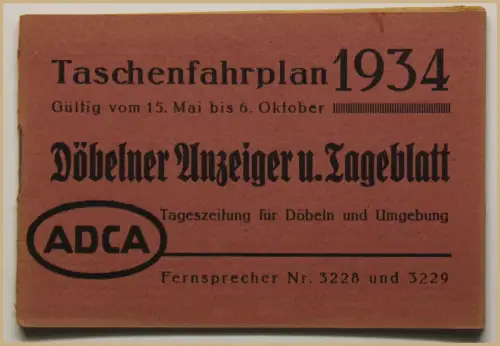 Taschenfahrplan 1934
Gültig vom 15. Mai bis 6. Oktober
Döbelner Anzeiger u. Tageblatt
Tageszeitung für Döbeln und Umgebung
ADCA
Fernsprecher Nr. 3228 und 3229